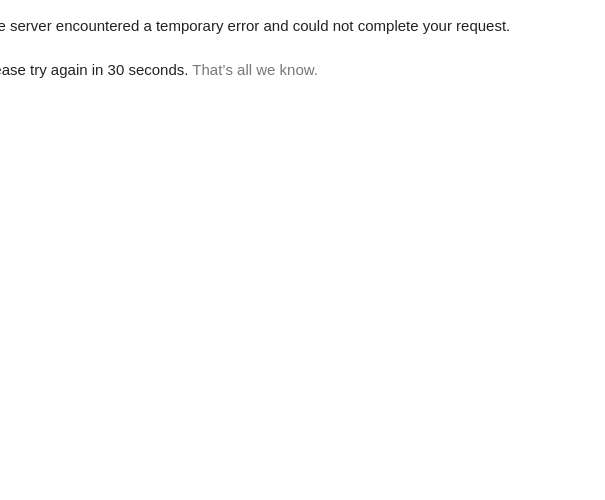 e server encountered a temporary error and could not complete your request.
ease try again in 30 seconds. That’s all we know.